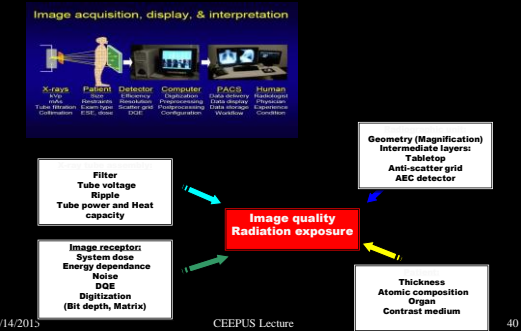 Image acquisition, display, & interpretation
X-rays Patient Detector Computer PACS Human
kVp Size Efficiency Digitization Data delivery Radiologist
mAs Restraints Resolution Preprocessing Data display Physician
Tube filtration Exam type Scatter grid Postprocessing Data storage Experience
Collimation ESE, dose DQE Configuration Workflow Condition
Geometry (Magnification)
Intermediate layers:
Tabletop
Anti-scatter grid
AEC detector
Filter
Tube voltage
Ripple
Tube power and Heat
capacity
Image quality
Radiation exposure
Image receptor:
System dose
Energy dependance
Noise
DQE
Digitization
(Bit depth, Matrix)
Thickness
Atomic composition
Organ
Contrast medium
/14/2015 CEEPUS Lecture 40